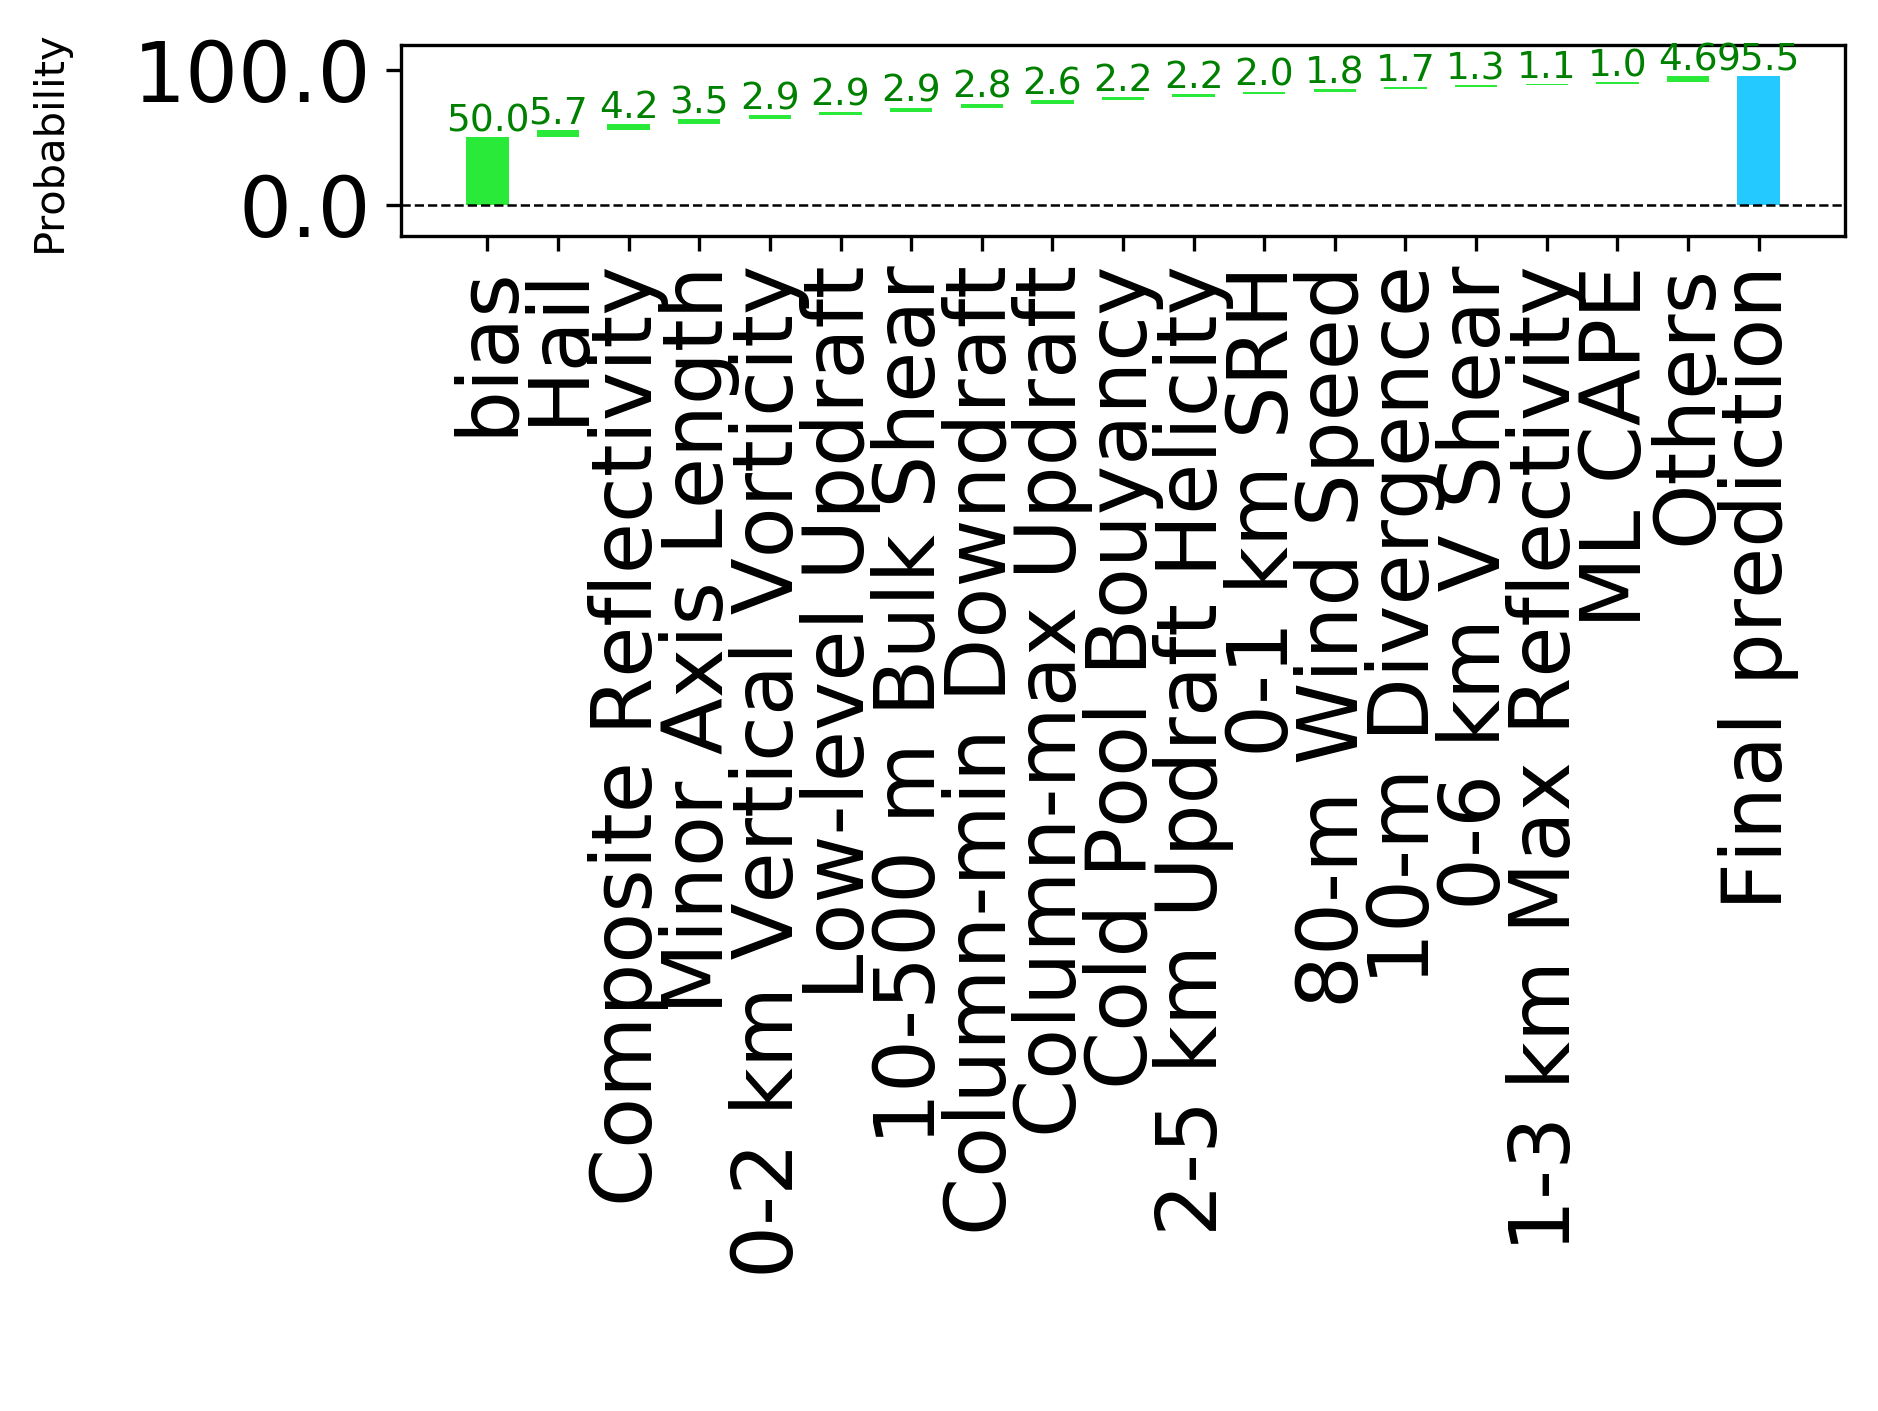 Probability
100.0
0.0
50.0
5.7
4.2
3.5
2.9
2.9
2.9
2.8
2.6
2.2
2.2
2.0
1.8
1.7
1.3
1.1
1.0
4.6
95.5
bias
Hail
Composite Reflectivity
Minor Axis Length
0-2 km Vertical Vorticity
Low-level Updraft
10-500 m Bulk Shear
Column-min Downdraft
Column-max Updraft
Cold Pool Bouyancy
2-5 km Updraft Helicity
0-1 km SRH
80-m Wind Speed
10-m Divergence
0-6 km V Shear
1-3 km Max Reflectivity
ML CAPE
Others
Final prediction